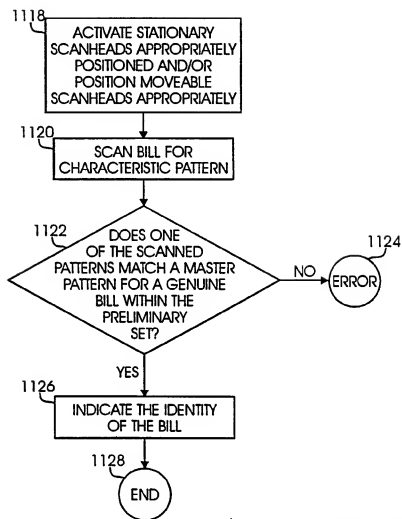 1118
ACTIVATE STATIONARY
SCANHEADS APPROPRIATELY
POSITIONED AND/OR
POSITION MOVEABLE
SCANHEADS APPROPRIATELY
1120
SCAN BILL FOR
CHARACTERISTIC PATTERN
1122
DOES ONE
OF THE SCANNED
PATTERNS MATCH A MASTER
PATTERN FOR A GENUINE
BILL WITHIN THE
PRELIMINARY
SET?
NO
1124
ERROR
YES
1126
INDICATE THE IDENTITY
OF THE BILL
1128
END